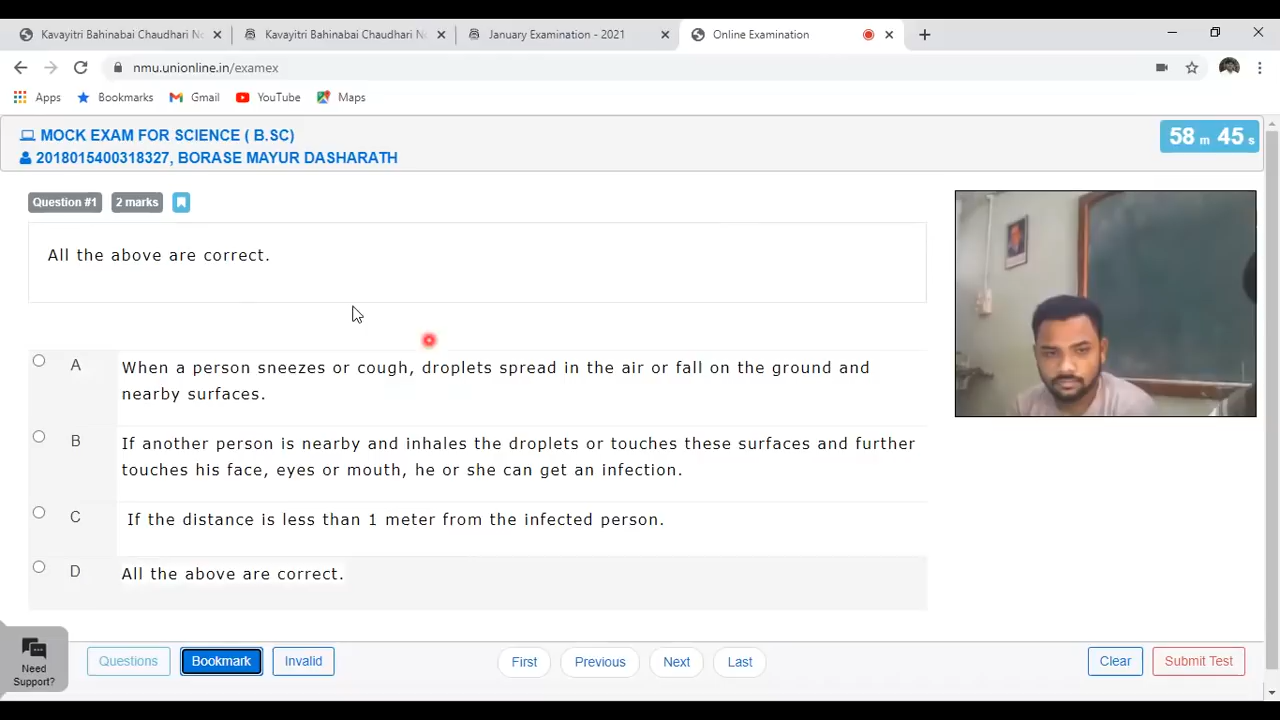 Kavayitri Bahinabai Chaudhari No
Kavayitri Bahinabai Chaudhari No
January Examination - 2021
Online Examination
nmu.unionline.in/examex
Apps
Bookmarks
Gmail
YouTube
Maps
MOCK EXAM FOR SCIENCE ( B.SC)
2018015400318327, BORASE MAYUR DASHARATH
58 m 45 s
Question #1
2 marks
All the above are correct.
A
When a person sneezes or cough, droplets spread in the air or fall on the ground and
nearby surfaces.
B
If another person is nearby and inhales the droplets or touches these surfaces and further
touches his face, eyes or mouth, he or she can get an infection.
C
If the distance is less than 1 meter from the infected person.
D
All the above are correct.
Need
Support?
Questions
Bookmark
Invalid
First
Previous
Next
Last
Clear
Submit Test